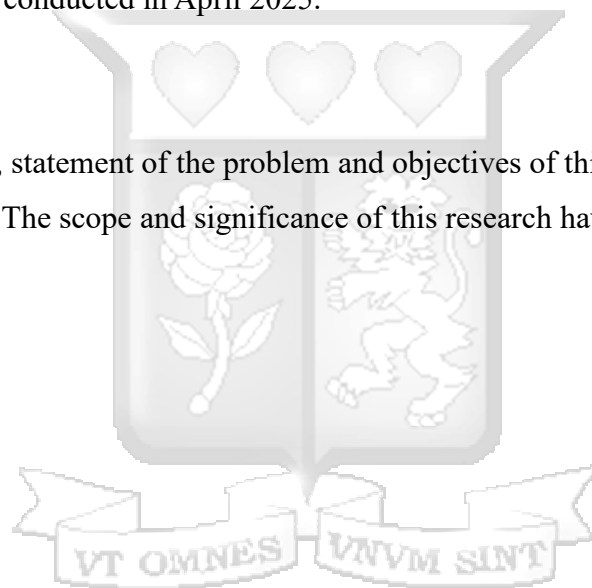 conducted in April 2025.
, statement of the problem and objectives of thi
The scope and significance of this research ha
VT OMNES VNVM SINT